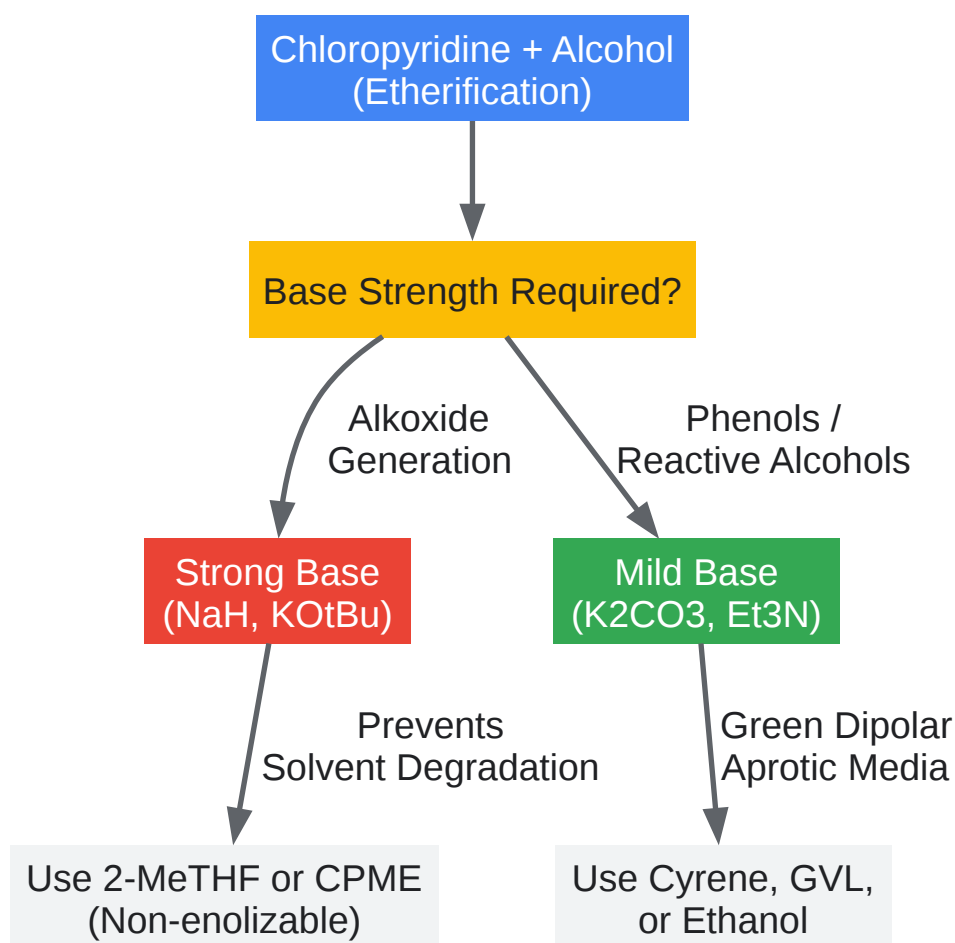 Chloropyridine + Alcohol
(Etherification)
Base Strength Required?
Alkoxide
Generation
Phenols /
Reactive Alcohols
Strong Base
(NaH, KOtBu)
Mild Base
(K2CO3, Et3N)
Prevents
Solvent Degradation
Green Dipolar
Aprotic Media
Use 2-MeTHF or CPME
(Non-enolizable)
Use Cyrene, GVL,
or Ethanol